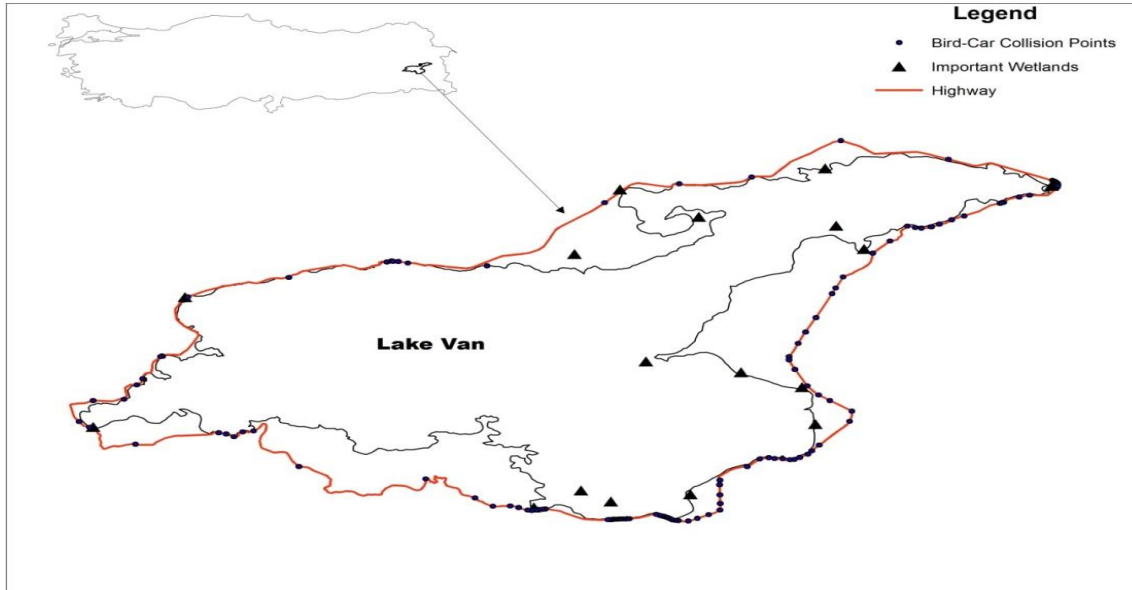 Legend
Bird-Car Collision Points
Important Wetlands
Highway
Lake Van